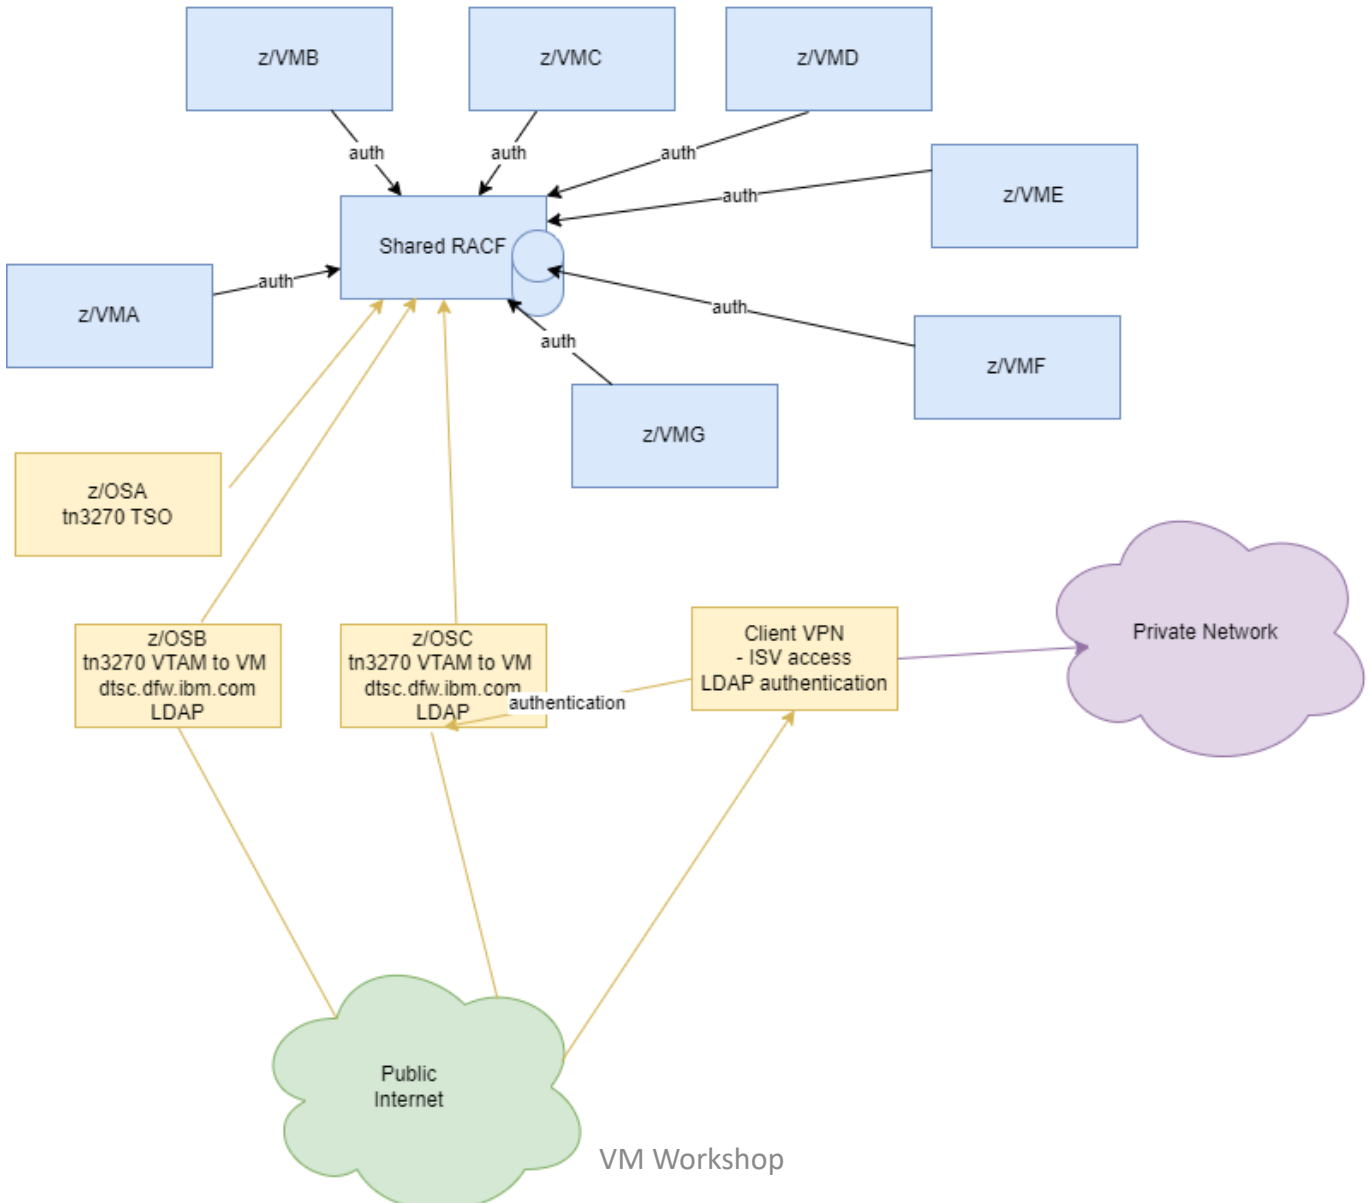 z/VMB
z/VMC
z/VMD
auth
auth
auth
z/VME
auth
Shared RACF
auth
z/VMA
auth
auth
z/VMF
z/VMG
z/OSA
tn3270 TSO
z/OSB
tn3270 VTAM to VM
dtsc.dfw.ibm.com
LDAP
z/OSC
tn3270 VTAM to VM
dtsc.dfw.ibm.com
LDAP
authentication
Client VPN
- ISV access
LDAP authentication
Private Network
Public
Internet
VM Workshop